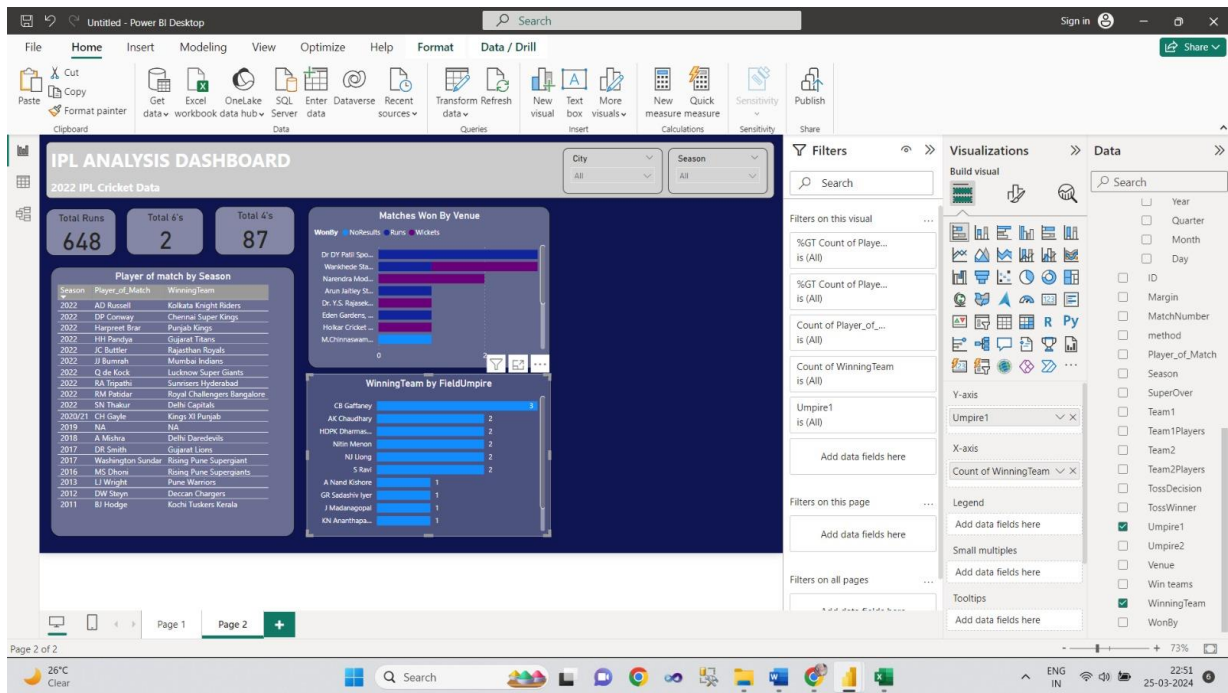 Untitled - Power BI Desktop
Search
Sign in
File Home Insert Modeling View Optimize Help Format Data / Drill
Share
Paste
Cut
Copy
Format painter
Get data
Excel workbook
OneLake data hub
SQL Server
Enter data
Dataverse
Recent sources
Transform data
Refresh
New visual
Text box
More visuals
New measure
Quick measure
Sensitivity
Publish
Clipboard Data Queries Insert Calculations Sensitivity Share
IPL ANALYSIS DASHBOARD
2022 IPL Cricket Data
City
All
Season
All
Total Runs
648
Total 6's
2
Total 4's
87
Player of match by Season
Season Player_of_Match WinningTeam
2022 AD Russell Kolkata Knight Riders
2022 DP Conway Chennai Super Kings
2022 Harpreet Brar Punjab Kings
2022 HH Pandya Gujarat Titans
2022 JC Buttler Rajasthan Royals
2022 JJ Bumrah Mumbai Indians
2022 Q de Kock Lucknow Super Giants
2022 RA Tripathi Sunrisers Hyderabad
2022 RM Patidar Royal Challengers Bangalore
2022 SN Thakur Delhi Capitals
2020/21 CH Gayle Kings XI Punjab
2019 NA NA
2018 A Mishra Delhi Daredevils
2017 DR Smith Gujarat Lions
2017 Washington Sundar Rising Pune Supergiant
2016 MS Dhoni Rising Pune Supergiants
2013 LJ Wright Pune Warriors
2012 DW Steyn Deccan Chargers
2011 BJ Hodge Kochi Tuskers Kerala
Matches Won By Venue
WonBy NoResults Runs Wickets
Dr DY Patil Spo...
Wankhede Sta...
Narendra Mod...
Arun Jaitley St...
Dr. Y.S. Rajasek...
Eden Gardens, ...
Holkar Cricket ...
M.Chinnaswam...
0 2
WinningTeam by FieldUmpire
CB Gaffaney 3
AK Chaudhary 2
HDPK Dharmas... 2
Nitin Menon 2
NJ Llong 2
S Ravi 2
A Nand Kishore 1
GR Sadashiv Iyer 1
J Madanagopal 1
KN Ananthapa... 1
Filters
Search
Filters on this visual ...
%GT Count of Playe...
is (All)
%GT Count of Playe...
is (All)
Count of Player_of_...
is (All)
Count of WinningTeam
is (All)
Umpire1
is (All)
Add data fields here
Filters on this page ...
Add data fields here
Filters on all pages ...
Visualizations
Build visual
R Py
Y-axis
Umpire1
X-axis
Count of WinningTeam
Legend
Add data fields here
Small multiples
Add data fields here
Tooltips
Add data fields here
Data
Search
Year
Quarter
Month
Day
ID
Margin
MatchNumber
method
Player_of_Match
Season
SuperOver
Team1
Team1Players
Team2
Team2Players
TossDecision
TossWinner
Umpire1
Umpire2
Venue
Win teams
WinningTeam
WonBy
Page 1
Page 2
Page 2 of 2
73%
26°C
Clear
Search
ENG
IN
22:51
25-03-2024
6